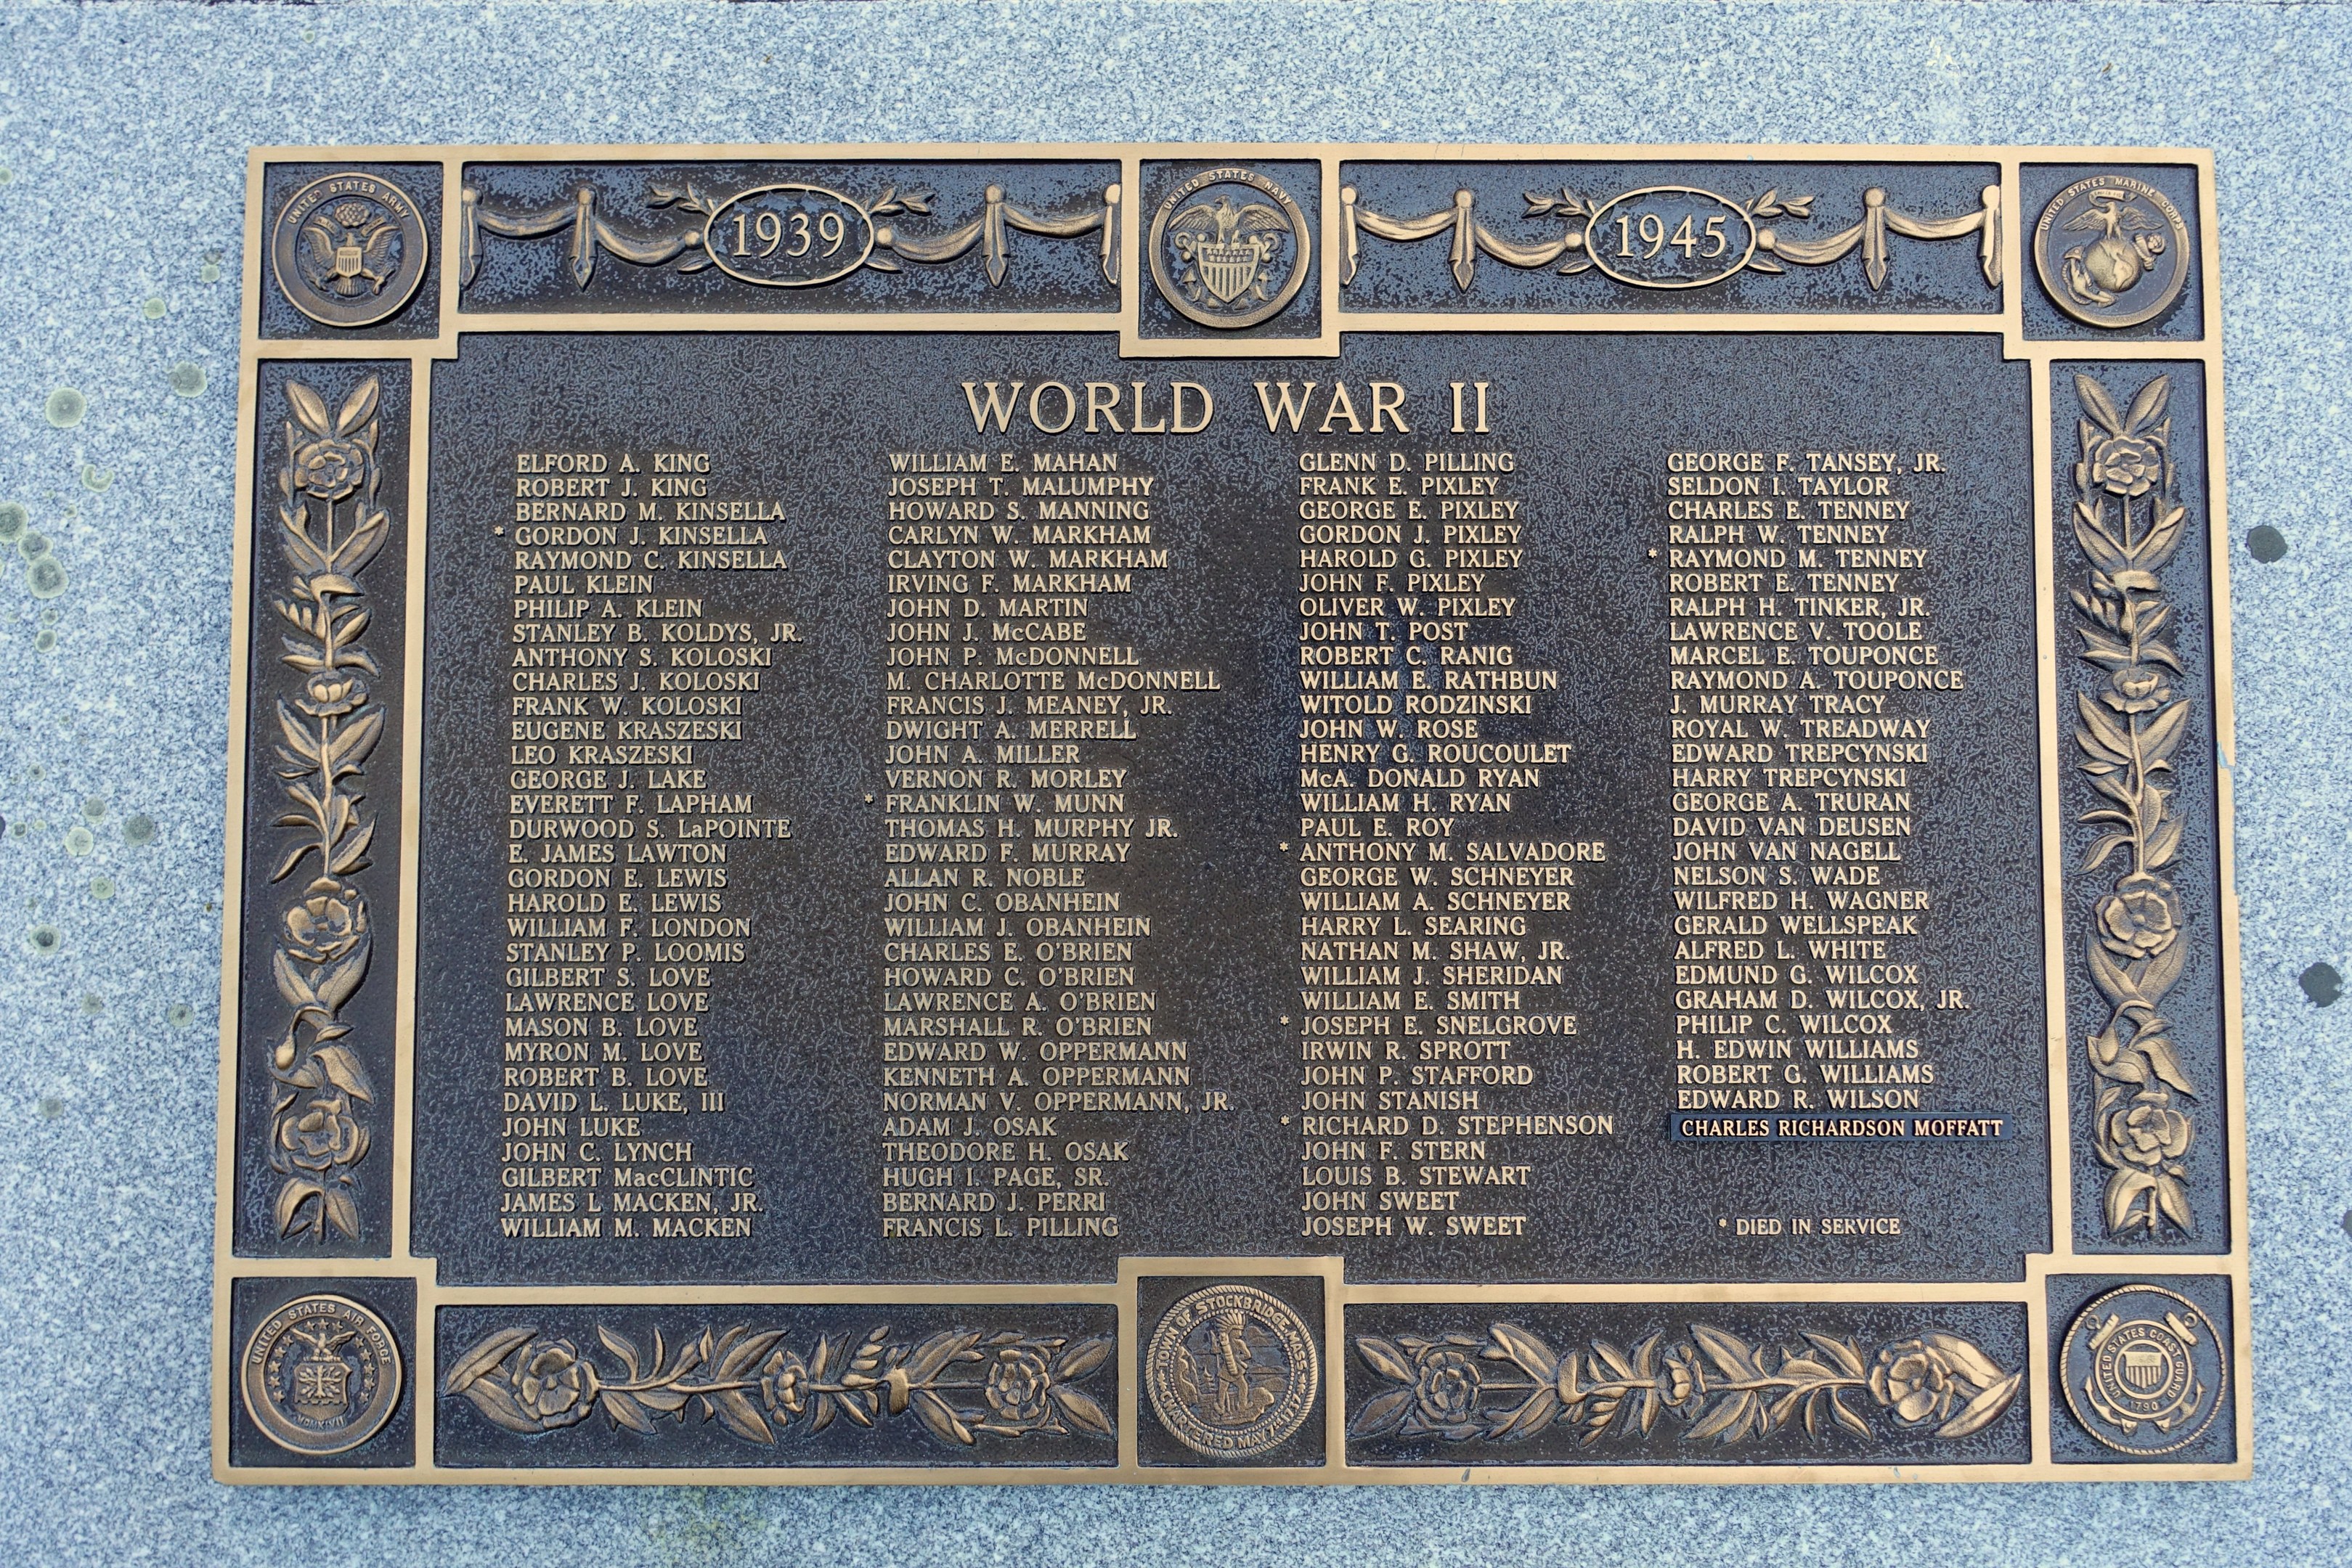 UNITED STATES ARMY
1939
UNITED STATES NAVY
1945
UNITED STATES MARINE CORPS
WORLD WAR II
ELFORD A. KING
ROBERT J. KING
BERNARD M. KINSELLA
* GORDON J. KINSELLA
RAYMOND C. KINSELLA
PAUL KLEIN
PHILIP A. KLEIN
STANLEY B. KOLDYS, JR.
ANTHONY S. KOLOSKI
CHARLES J. KOLOSKI
FRANK W. KOLOSKI
EUGENE KRASZESKI
LEO KRASZESKI
GEORGE J. LAKE
EVERETT F. LAPHAM
DURWOOD S. LaPOINTE
E. JAMES LAWTON
GORDON E. LEWIS
HAROLD E. LEWIS
WILLIAM F. LONDON
STANLEY P. LOOMIS
GILBERT S. LOVE
LAWRENCE LOVE
MASON B. LOVE
MYRON M. LOVE
ROBERT B. LOVE
DAVID L. LUKE, III
JOHN LUKE
JOHN C. LYNCH
GILBERT MacCLINTIC
JAMES L MACKEN, JR.
WILLIAM M. MACKEN
WILLIAM E. MAHAN
JOSEPH T. MALUMPHY
HOWARD S. MANNING
CARLYN W. MARKHAM
CLAYTON W. MARKHAM
IRVING F. MARKHAM
JOHN D. MARTIN
JOHN J. McCABE
JOHN P. McDONNELL
M. CHARLOTTE McDONNELL
FRANCIS J. MEANEY, JR.
DWIGHT A. MERRELL
JOHN A. MILLER
VERNON R. MORLEY
* FRANKLIN W. MUNN
THOMAS H. MURPHY JR.
EDWARD F. MURRAY
ALLAN R. NOBLE
JOHN C. OBANHEIN
WILLIAM J. OBANHEIN
CHARLES E. O'BRIEN
HOWARD C. O'BRIEN
LAWRENCE A. O'BRIEN
MARSHALL R. O'BRIEN
EDWARD W. OPPERMANN
KENNETH A. OPPERMANN
NORMAN V. OPPERMANN, JR.
ADAM J. OSAK
THEODORE H. OSAK
HUGH I. PAGE, SR.
BERNARD J. PERRI
FRANCIS L. PILLING
GLENN D. PILLING
FRANK E. PIXLEY
GEORGE E. PIXLEY
GORDON J. PIXLEY
HAROLD G. PIXLEY
JOHN F. PIXLEY
OLIVER W. PIXLEY
JOHN T. POST
ROBERT C. RANIG
WILLIAM E. RATHBUN
WITOLD RODZINSKI
JOHN W. ROSE
HENRY G. ROUCOULET
McA. DONALD RYAN
WILLIAM H. RYAN
PAUL E. ROY
* ANTHONY M. SALVADORE
GEORGE W. SCHNEYER
WILLIAM A. SCHNEYER
HARRY L. SEARING
NATHAN M. SHAW, JR.
WILLIAM J. SHERIDAN
WILLIAM E. SMITH
* JOSEPH E. SNELGROVE
IRWIN R. SPROTT
JOHN P. STAFFORD
JOHN STANISH
* RICHARD D. STEPHENSON
JOHN F. STERN
LOUIS B. STEWART
JOHN SWEET
JOSEPH W. SWEET
GEORGE F. TANSEY, JR.
SELDON I. TAYLOR
CHARLES E. TENNEY
RALPH W. TENNEY
* RAYMOND M. TENNEY
ROBERT E. TENNEY
RALPH H. TINKER, JR.
LAWRENCE V. TOOLE
MARCEL E. TOUPONCE
RAYMOND A. TOUPONCE
J. MURRAY TRACY
ROYAL W. TREADWAY
EDWARD TREPCYNSKI
HARRY TREPCYNSKI
GEORGE A. TRURAN
DAVID VAN DEUSEN
JOHN VAN NAGELL
NELSON S. WADE
WILFRED H. WAGNER
GERALD WELLSPEAK
ALFRED L. WHITE
EDMUND G. WILCOX
GRAHAM D. WILCOX, JR.
PHILIP C. WILCOX
H. EDWIN WILLIAMS
ROBERT G. WILLIAMS
EDWARD R. WILSON
CHARLES RICHARDSON MOFFATT
* DIED IN SERVICE
UNITED STATES AIR FORCE
MCMXLVII
TOWN OF STOCKBRIDGE, MASS.
CHARTERED MAY
UNITED STATES COAST GUARD
1790